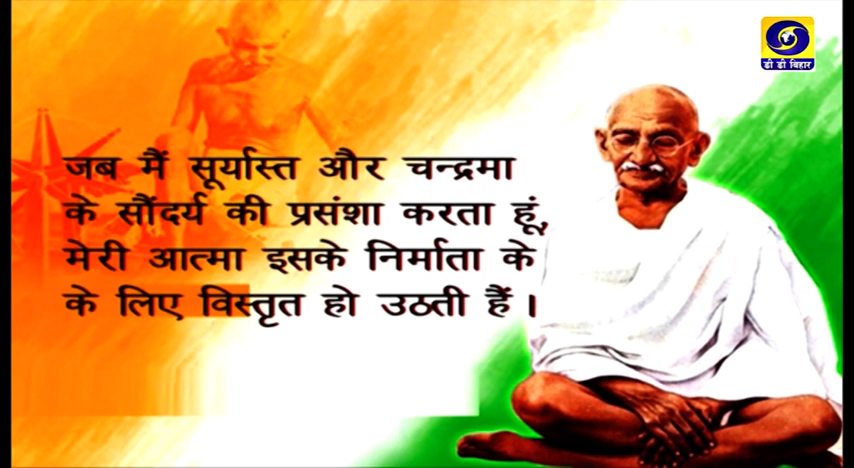 डी डी बिहार
जब मैं सूर्यास्त और चन्द्रमा
के सौंदर्य की प्रसंशा करता हूं,
मेरी आत्मा इसके निर्माता के
के लिए विस्तृत हो उठती हैं।